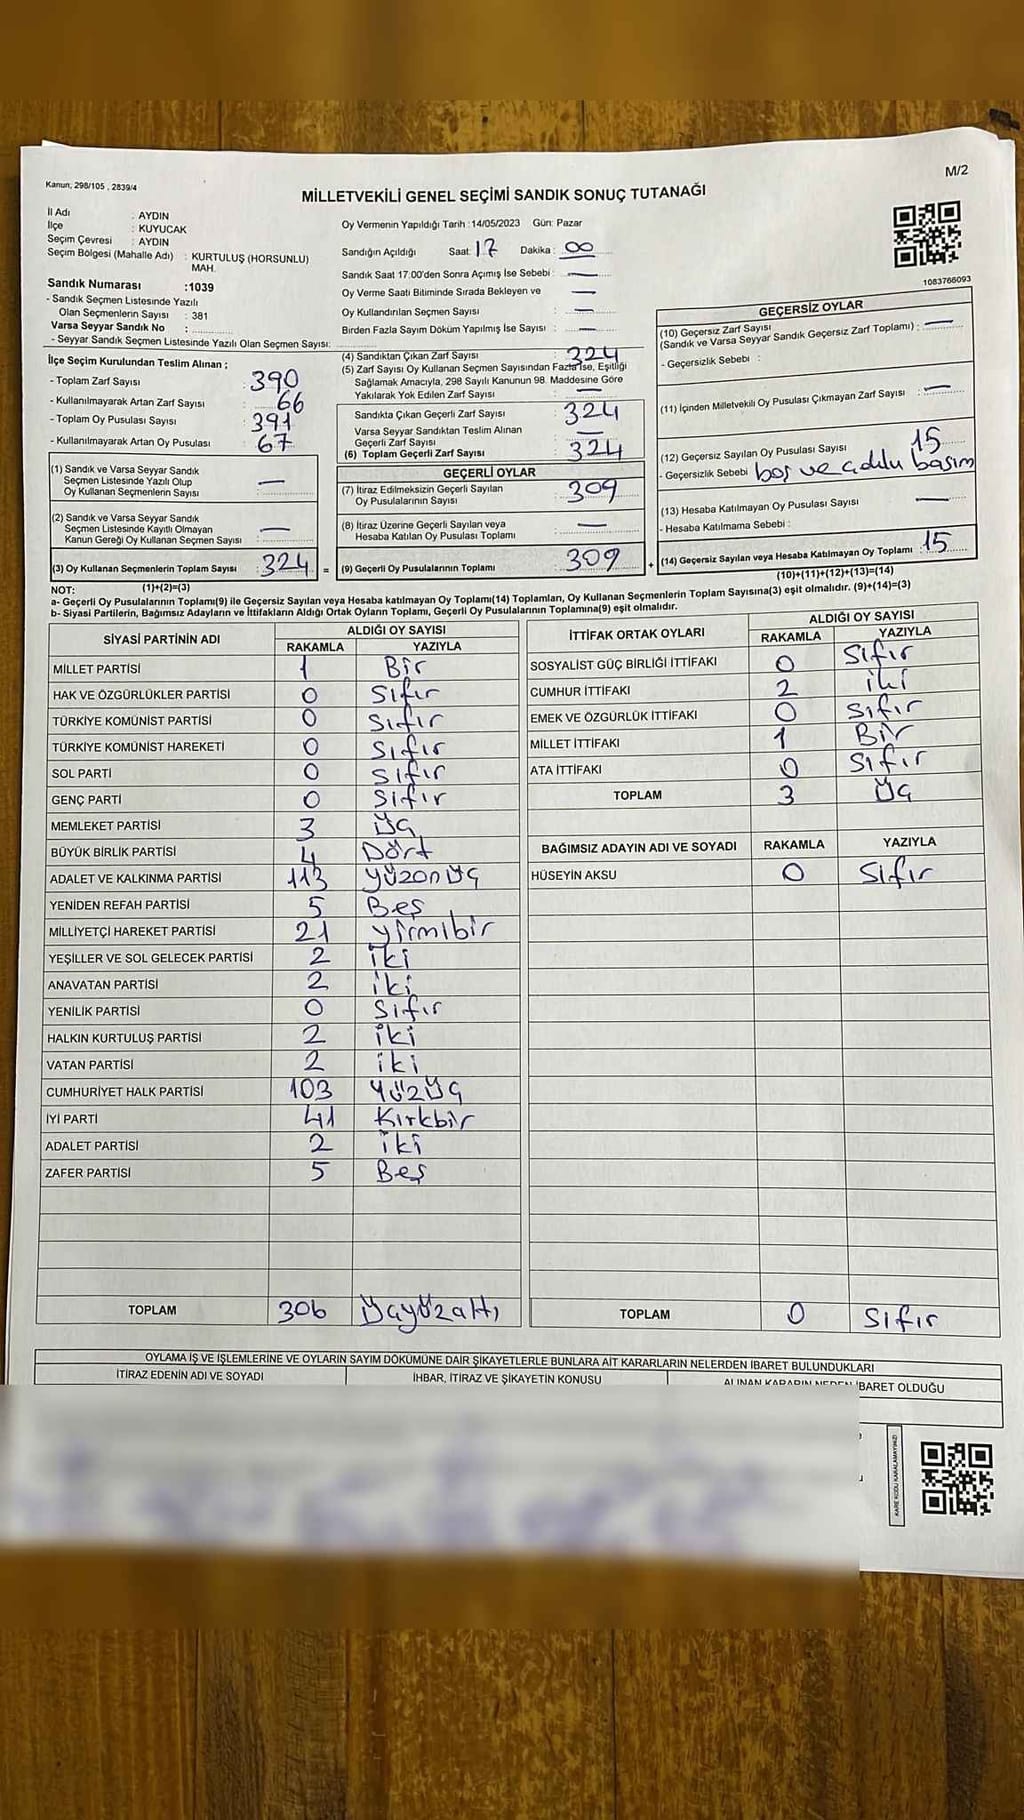 Kanun; 298/105 , 2839/4
M/2
MİLLETVEKİLİ GENEL SEÇİMİ SANDIK SONUÇ TUTANAĞI
İl Adı : AYDIN
İlçe : KUYUCAK
Seçim Çevresi : AYDIN
Seçim Bölgesi (Mahalle Adı) : KURTULUŞ (HORSUNLU) MAH.
Sandık Numarası :1039
- Sandık Seçmen Listesinde Yazılı
Olan Seçmenlerin Sayısı : 381
Varsa Seyyar Sandık No :
- Seyyar Sandık Seçmen Listesinde Yazılı Olan Seçmen Sayısı:
Oy Vermenin Yapıldığı Tarih :14/05/2023 Gün: Pazar
Sandığın Açıldığı Saat: 17 Dakika : 00
Sandık Saat 17.00'den Sonra Açımış İse Sebebi : —
Oy Verme Saati Bitiminde Sırada Bekleyen ve —
Oy Kullandırılan Seçmen Sayısı : —
Birden Fazla Sayım Döküm Yapılmış İse Sayısı : —
1083766093
İlçe Seçim Kurulundan Teslim Alınan ;
- Toplam Zarf Sayısı : 390
- Kullanılmayarak Artan Zarf Sayısı : 66
- Toplam Oy Pusulası Sayısı : 391
- Kullanılmayarak Artan Oy Pusulası : 67
(1) Sandık ve Varsa Seyyar Sandık
Seçmen Listesinde Yazılı Olup
Oy Kullanan Seçmenlerin Sayısı —
(2) Sandık ve Varsa Seyyar Sandık
Seçmen Listesinde Kayıtlı Olmayan
Kanun Gereği Oy Kullanan Seçmen Sayısı : —
(3) Oy Kullanan Seçmenlerin Toplam Sayısı : 324 =
(1)+(2)=(3)
(4) Sandıktan Çıkan Zarf Sayısı : 324
(5) Zarf Sayısı Oy Kullanan Seçmen Sayısından Fazla İse, Eşitliği
Sağlamak Amacıyla, 298 Sayılı Kanunun 98. Maddesine Göre
Yakılarak Yok Edilen Zarf Sayısı : —
Sandıkta Çıkan Geçerli Zarf Sayısı : 324
Varsa Seyyar Sandıktan Teslim Alınan
Geçerli Zarf Sayısı : —
(6) Toplam Geçerli Zarf Sayısı : 324
GEÇERLİ OYLAR
(7) İtiraz Edilmeksizin Geçerli Sayılan
Oy Pusulalarının Sayısı : 309
(8) İtiraz Üzerine Geçerli Sayılan veya
Hesaba Katılan Oy Pusulası Toplamı : —
(9) Geçerli Oy Pusulalarının Toplamı : 309 +
GEÇERSİZ OYLAR
(10) Geçersiz Zarf Sayısı
(Sandık ve Varsa Seyyar Sandık Geçersiz Zarf Toplamı) : —
- Geçersizlik Sebebi :
(11) İçinden Milletvekili Oy Pusulası Çıkmayan Zarf Sayısı : —
(12) Geçersiz Sayılan Oy Pusulası Sayısı : 15
- Geçersizlik Sebebi boş ve basım
(13) Hesaba Katılmayan Oy Pusulası Sayısı : —
- Hesaba Katılmama Sebebi :
(14) Geçersiz Sayılan veya Hesaba Katılmayan Oy Toplamı : 15
(10)+(11)+(12)+(13)=(14)
NOT:
a- Geçerli Oy Pusulalarının Toplamı(9) ile Geçersiz Sayılan veya Hesaba katılmayan Oy Toplamı(14) Toplamları, Oy Kullanan Seçmenlerin Toplam Sayısına(3) eşit olmalıdır. (9)+(14)=(3)
b- Siyasi Partilerin, Bağımsız Adayların ve İttifakların Aldığı Ortak Oyların Toplamı, Geçerli Oy Pusulalarının Toplamına(9) eşit olmalıdır.
SİYASİ PARTİNİN ADI ALDIĞI OY SAYISI
RAKAMLA YAZIYLA
MİLLET PARTİSİ 1 Bir
HAK VE ÖZGÜRLÜKLER PARTİSİ 0 Sıfır
TÜRKİYE KOMÜNİST PARTİSİ 0 Sıfır
TÜRKİYE KOMÜNİST HAREKETİ 0 Sıfır
SOL PARTİ 0 Sıfır
GENÇ PARTİ 0 Sıfır
MEMLEKET PARTİSİ 3 Üç
BÜYÜK BİRLİK PARTİSİ 4 Dört
ADALET VE KALKINMA PARTİSİ 113 Yüzonüç
YENİDEN REFAH PARTİSİ 5 Beş
MİLLİYETÇİ HAREKET PARTİSİ 21 Yirmibir
YEŞİLLER VE SOL GELECEK PARTİSİ 2 İki
ANAVATAN PARTİSİ 2 İki
YENİLİK PARTİSİ 0 Sıfır
HALKIN KURTULUŞ PARTİSİ 2 İki
VATAN PARTİSİ 2 İki
CUMHURİYET HALK PARTİSİ 103 Yüzüç
İYİ PARTİ 41 Kırkbir
ADALET PARTİSİ 2 İki
ZAFER PARTİSİ 5 Beş
TOPLAM 306 Üçyüzaltı
İTTİFAK ORTAK OYLARI ALDIĞI OY SAYISI
RAKAMLA YAZIYLA
SOSYALİST GÜÇ BİRLİĞİ İTTİFAKI 0 Sıfır
CUMHUR İTTİFAKI 2 İki
EMEK VE ÖZGÜRLÜK İTTİFAKI 0 Sıfır
MİLLET İTTİFAKI 1 Bir
ATA İTTİFAKI 0 Sıfır
TOPLAM 3 Üç
BAĞIMSIZ ADAYIN ADI VE SOYADI RAKAMLA YAZIYLA
HÜSEYİN AKSU 0 Sıfır
TOPLAM 0 Sıfır
OYLAMA İŞ VE İŞLEMLERİNE VE OYLARIN SAYIM DÖKÜMÜNE DAİR ŞİKAYETLERLE BUNLARA AİT KARARLARIN NELERDEN İBARET BULUNDUKLARI
İTİRAZ EDENİN ADI VE SOYADI İHBAR, İTİRAZ VE ŞİKAYETİN KONUSU ALINAN KARARIN NEDEN İBARET OLDUĞU
KARE KODU KARALAMAYINIZ!